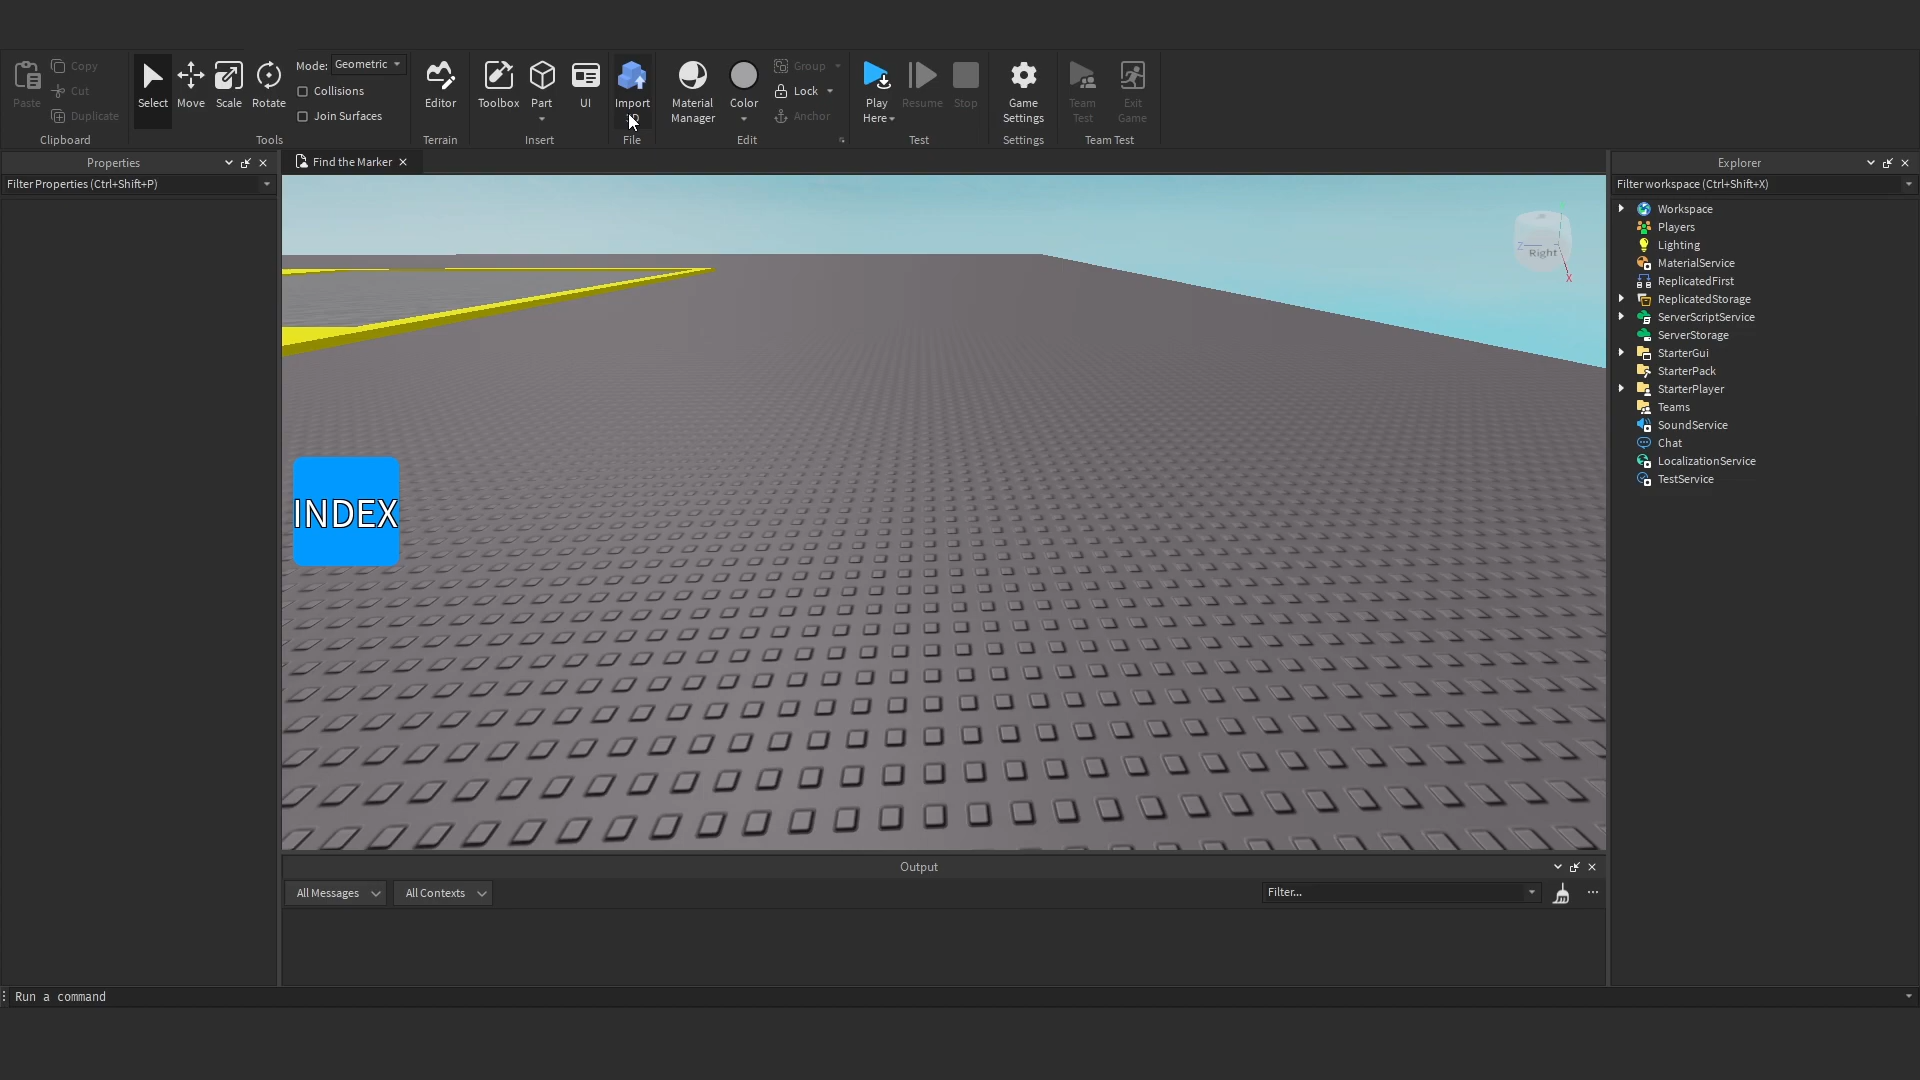 Paste
Copy
Cut
Duplicate
Clipboard
Select
Move
Scale
Rotate
Mode: Geometric
Collisions
Join Surfaces
Tools
Editor
Terrain
Toolbox
Part
UI
Insert
Import
3D
File
Material
Manager
Color
Group
Lock
Anchor
Edit
Play
Here
Resume
Stop
Test
Game
Settings
Settings
Team
Test
Exit
Game
Team Test
Properties
Filter Properties (Ctrl+Shift+P)
Find the Marker
Z
Right
X
INDEX
Output
All Messages
All Contexts
Filter...
Explorer
Filter workspace (Ctrl+Shift+X)
Workspace
Players
Lighting
MaterialService
ReplicatedFirst
ReplicatedStorage
ServerScriptService
ServerStorage
StarterGui
StarterPack
StarterPlayer
Teams
SoundService
Chat
LocalizationService
TestService
Run a command